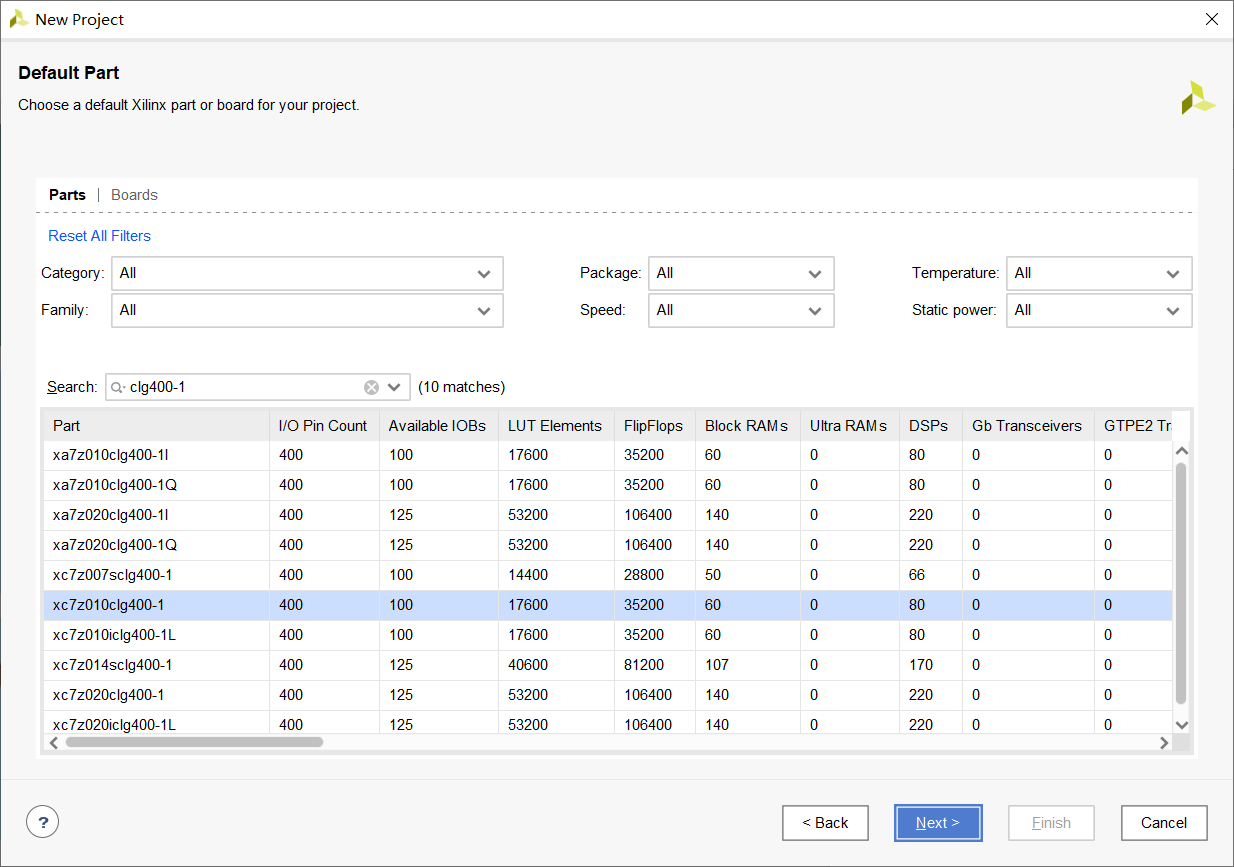 New Project
Default Part
Choose a default Xilinx part or board for your project.
Parts | Boards
Reset All Filters
Category: All Package: All Temperature: All
Family: All Speed: All Static power: All
Search: clg400-1 (10 matches)
Part I/O Pin Count Available IOBs LUT Elements FlipFlops Block RAMs Ultra RAMs DSPs Gb Transceivers GTPE2 Tr
xa7z010clg400-1I 400 100 17600 35200 60 0 80 0 0
xa7z010clg400-1Q 400 100 17600 35200 60 0 80 0 0
xa7z020clg400-1I 400 125 53200 106400 140 0 220 0 0
xa7z020clg400-1Q 400 125 53200 106400 140 0 220 0 0
xc7z007sclg400-1 400 100 14400 28800 50 0 66 0 0
xc7z010clg400-1 400 100 17600 35200 60 0 80 0 0
xc7z010iclg400-1L 400 100 17600 35200 60 0 80 0 0
xc7z014sclg400-1 400 125 40600 81200 107 0 170 0 0
xc7z020clg400-1 400 125 53200 106400 140 0 220 0 0
xc7z020iclg400-1L 400 125 53200 106400 140 0 220 0 0
? < Back Next > Finish Cancel